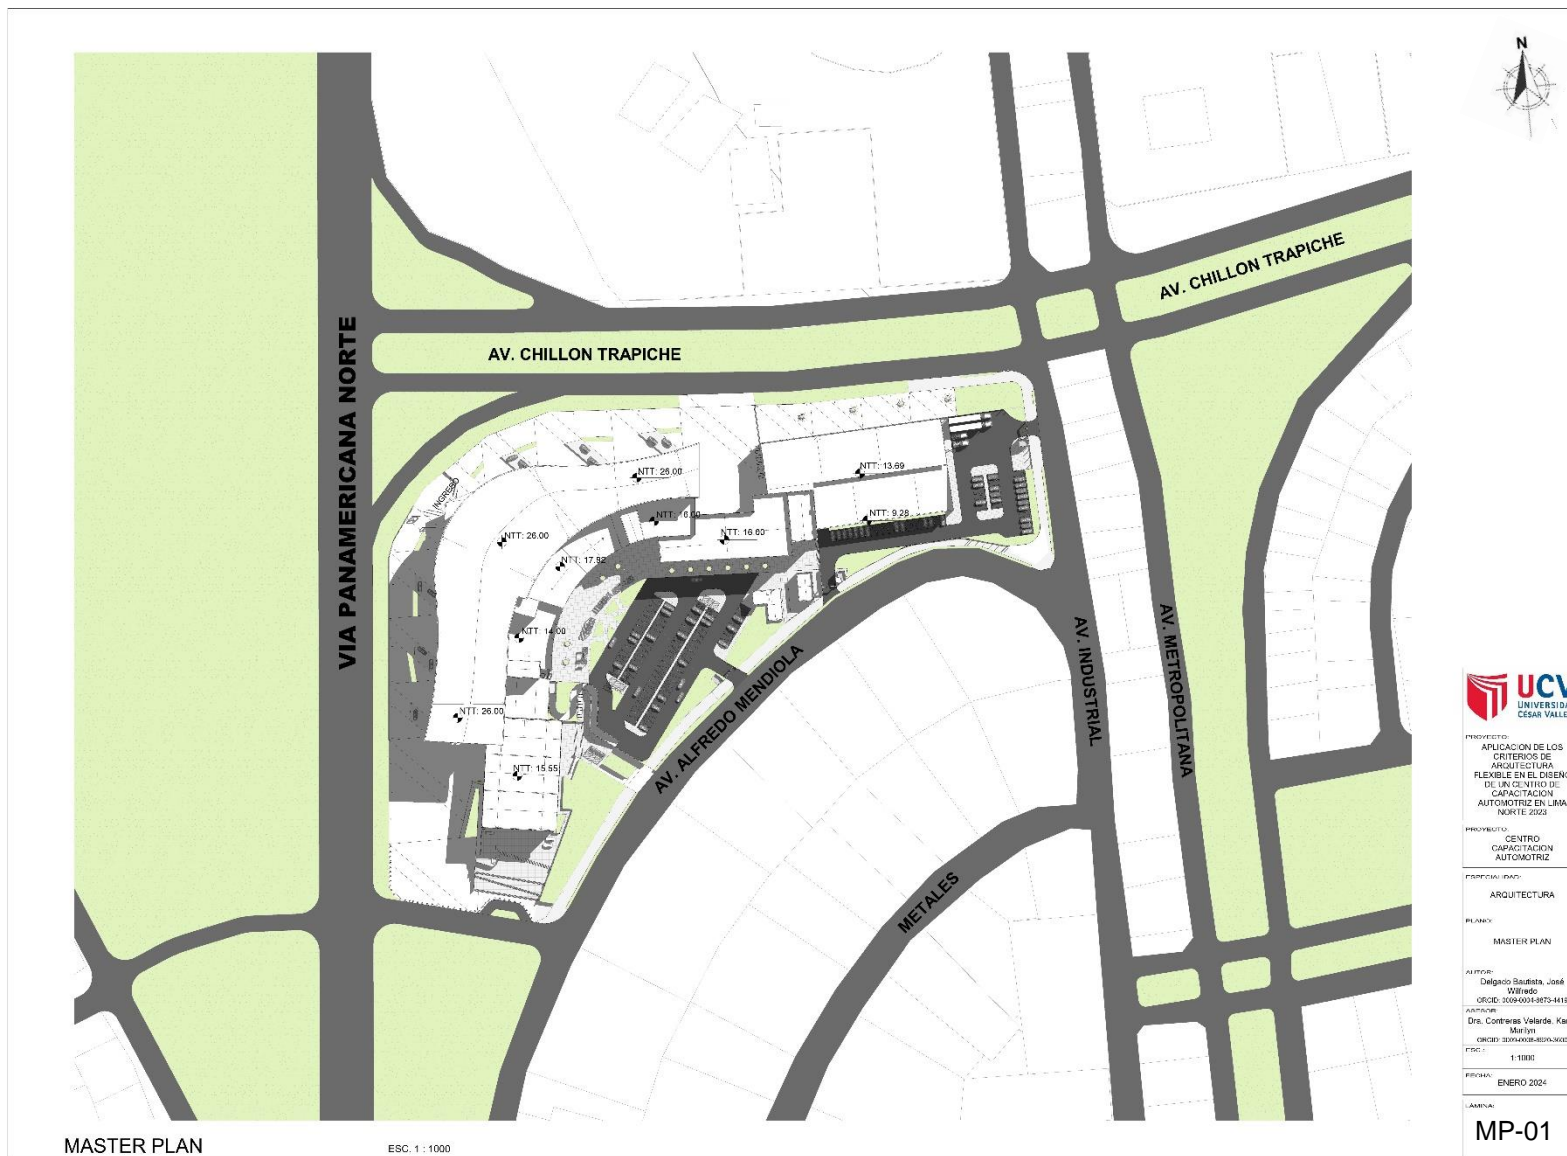 N
AV. CHILLON TRAPICHE
AV. CHILLON TRAPICHE
VIA PANAMERICANA NORTE
INGRESO
NTT: 26.00
NTT: 13.69
NTT: 9.28
NTT: 16.00
NTT: 16.60
NTT: 26.00
NTT: 17.92
NTT: 14.00
NTT: 26.00
NTT: 15.55
AV. ALFREDO MENDIOLA
AV. INDUSTRIAL
AV. METROPOLITANA
METALES
UCV
UNIVERSIDA
CÉSAR VALLE
PROYECTO:
APLICACION DE LOS
CRITERIOS DE
ARQUITECTURA
FLEXIBLE EN EL DISEÑO
DE UN CENTRO DE
CAPACITACION
AUTOMOTRIZ EN LIMA
NORTE 2023
PROYECTO:
CENTRO
CAPACITACION
AUTOMOTRIZ
ESPECIALIDAD:
ARQUITECTURA
PLANO:
MASTER PLAN
AUTOR:
Delgado Bautista, José
Wilfredo
ASESOR:
Dra. Contreras Velarde, Ka
Marilyn
ESC.:
1:1000
FECHA:
ENERO 2024
LAMINA:
MP-01
MASTER PLAN
ESC. 1 : 1000